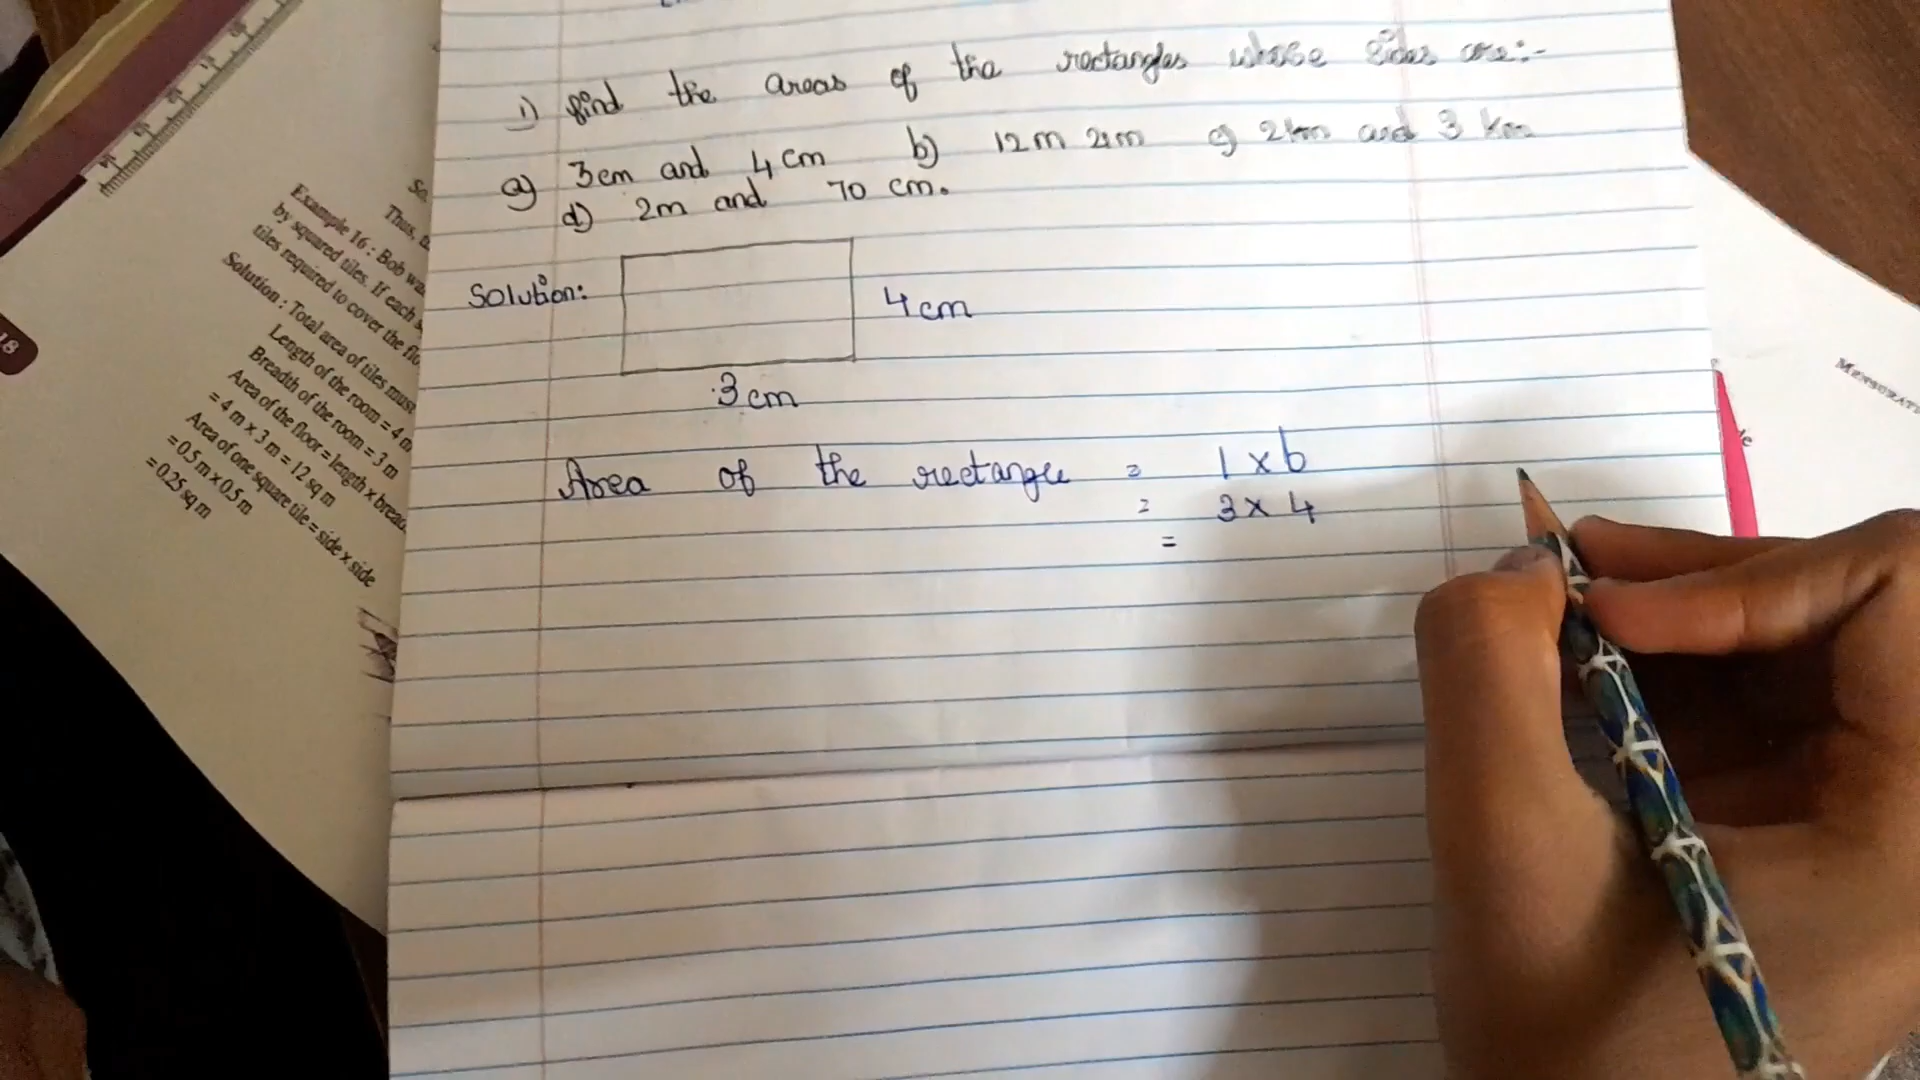 1) find the areas of the rectangles whose sides are:-
a) 3cm and 4cm b) 12m 21m c) 2km and 3 km
d) 2m and 70 cm.
Solution:
4cm
3cm
Area of the rectangle = l x b
= 3 x 4
=
So
Thus,
Example 16 : Bob
by squared tiles. If each
tiles required to cover the
Solution : Total area of tiles must
Length of the room = 4 m
Breadth of the room = 3 m
Area of the floor = length x
= 4 m x 3 m = 12 sq m
Area of one square tile = side x side
= 0.5 m x 0.5 m
= 0.25 sq m
18